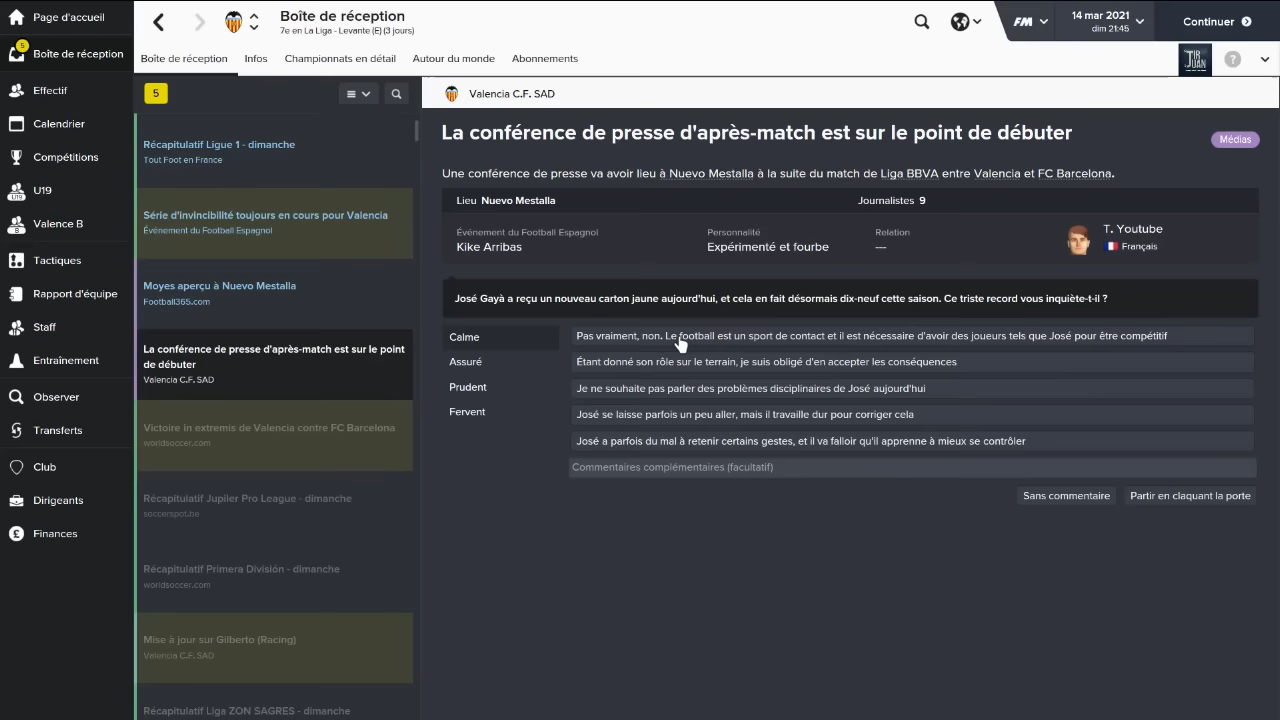 Page d'accueil
5
Boîte de réception
Effectif
Calendrier
Compétitions
U19
U19
B
Valence B
Tactiques
Rapport d'équipe
Staff
Entraînement
Observer
Transferts
Club
Dirigeants
Finances
Boîte de réception
7e en La Liga - Levante (E) (3 jours)
FM
14 mar 2021
dim 21:45
Continuer
Boîte de réception
Infos
Championnats en détail
Autour du monde
Abonnements
TIR
JUAN
?
5
Récapitulatif Ligue 1 - dimanche
Tout Foot en France
Série d'invincibilité toujours en cours pour Valencia
Événement du Football Espagnol
Moyes aperçu à Nuevo Mestalla
Football365.com
La conférence de presse d'après-match est sur le point
de débuter
Valencia C.F. SAD
Victoire in extremis de Valencia contre FC Barcelona
worldsoccer.com
Récapitulatif Jupiler Pro League - dimanche
soccerspot.be
Récapitulatif Primera División - dimanche
worldsoccer.com
Mise à jour sur Gilberto (Racing)
Valencia C.F. SAD
Récapitulatif Liga ZON SAGRES - dimanche
Valencia C.F. SAD
La conférence de presse d'après-match est sur le point de débuter
Médias
Une conférence de presse va avoir lieu à Nuevo Mestalla à la suite du match de Liga BBVA entre Valencia et FC Barcelona.
Lieu Nuevo Mestalla
Journalistes 9
Événement du Football Espagnol
Kike Arribas
Personnalité
Expérimenté et fourbe
Relation
---
T. Youtube
Français
José Gayà a reçu un nouveau carton jaune aujourd'hui, et cela en fait désormais dix-neuf cette saison. Ce triste record vous inquiète-t-il ?
Calme
Assuré
Prudent
Fervent
Pas vraiment, non. Le football est un sport de contact et il est nécessaire d'avoir des joueurs tels que José pour être compétitif
Étant donné son rôle sur le terrain, je suis obligé d'en accepter les conséquences
Je ne souhaite pas parler des problèmes disciplinaires de José aujourd'hui
José se laisse parfois un peu aller, mais il travaille dur pour corriger cela
José a parfois du mal à retenir certains gestes, et il va falloir qu'il apprenne à mieux se contrôler
Commentaires complémentaires (facultatif)
Sans commentaire
Partir en claquant la porte